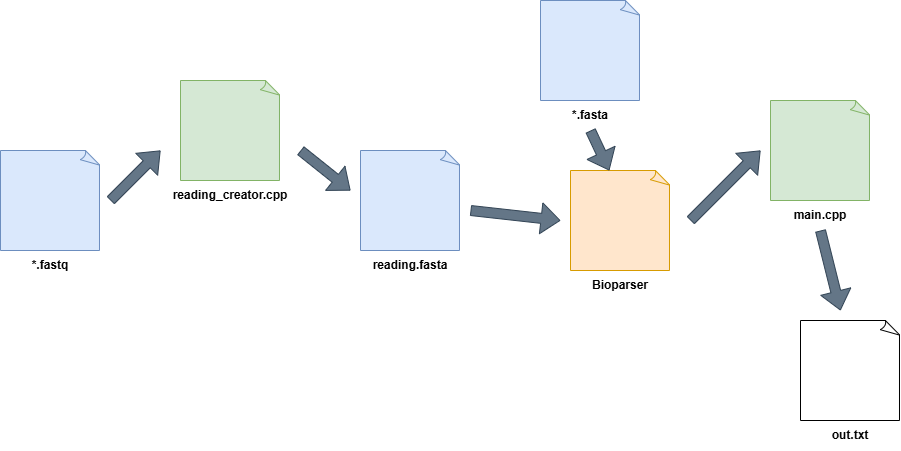 *.fasta
reading_creator.cpp
main.cpp
*.fastq
reading.fasta
Bioparser
out.txt